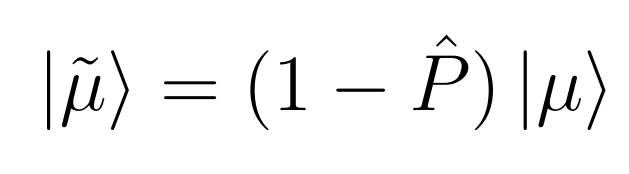 |μ̃⟩ = (1 − P̂) |μ⟩